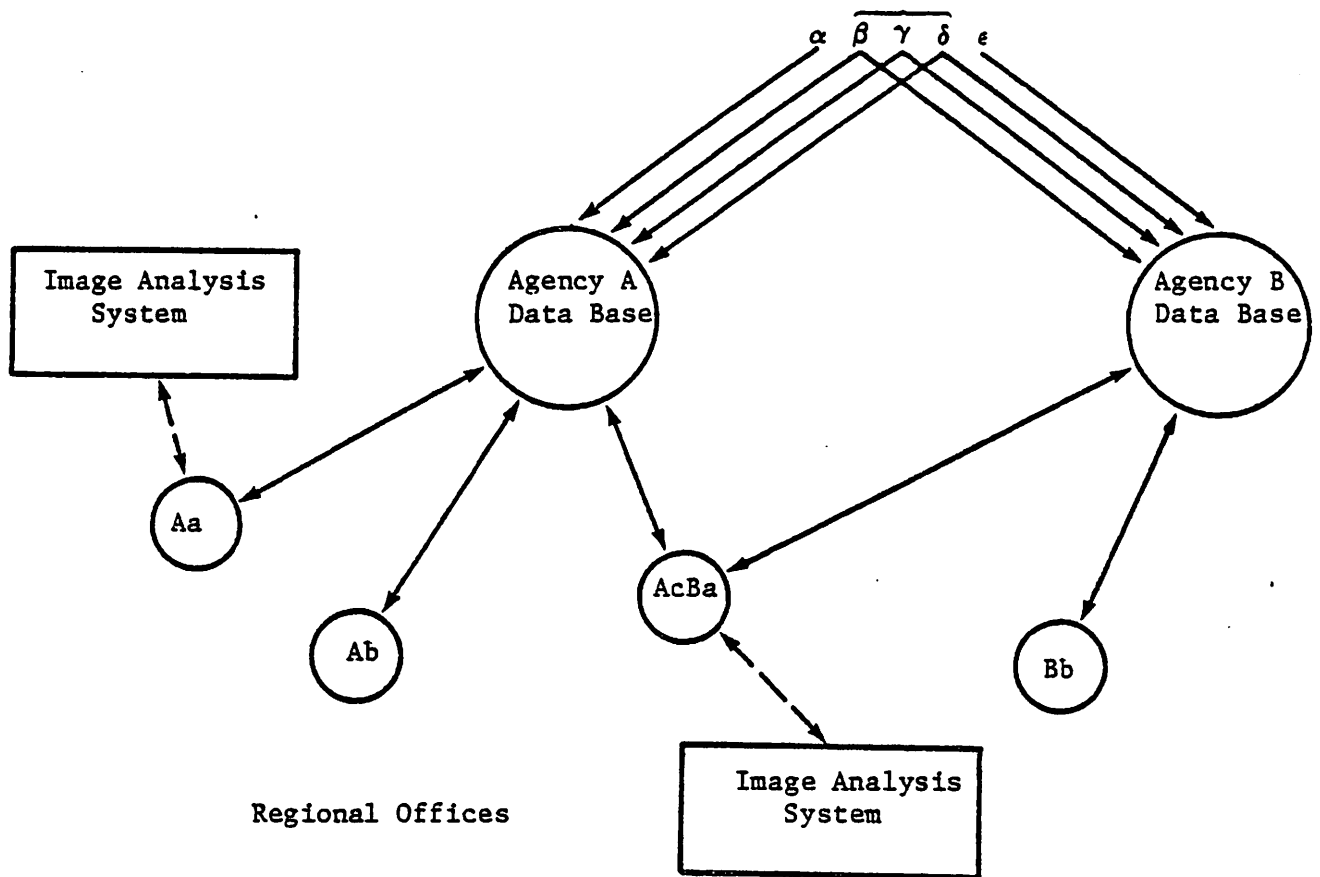 α β γ δ ε
Agency A
Data Base
Agency B
Data Base
Image Analysis
System
Aa
Ab
AcBa
Bb
Image Analysis
System
Regional Offices